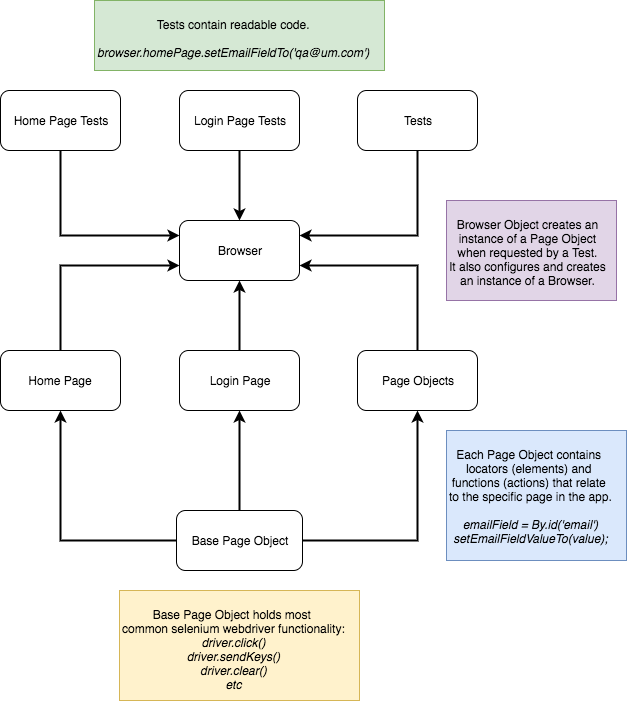 Tests contain readable code.
browser.homePage.setEmailFieldTo('qa@um.com')
Home Page Tests
Login Page Tests
Tests
Browser
Browser Object creates an
instance of a Page Object
when requested by a Test.
It also configures and creates
an instance of a Browser.
Home Page
Login Page
Page Objects
Each Page Object contains
locators (elements) and
functions (actions) that relate
to the specific page in the app.
emailField = By.id('email')
setEmailFieldValueTo(value);
Base Page Object
Base Page Object holds most
common selenium webdriver functionality:
driver.click()
driver.sendKeys()
driver.clear()
etc